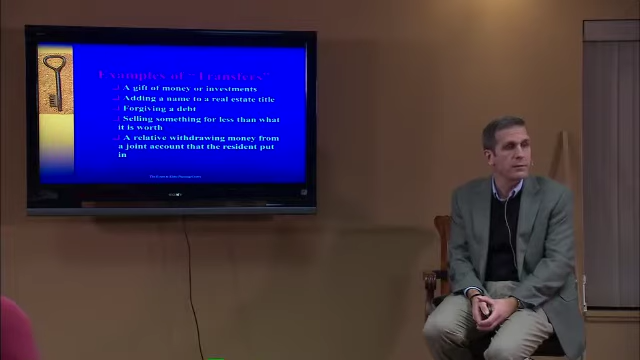 Examples of "Transfers"
A gift of money or investments
Adding a name to a real estate title
Forgiving a debt
Selling something for less than what
it is worth
A relative withdrawing money from
a joint account that the resident put
in